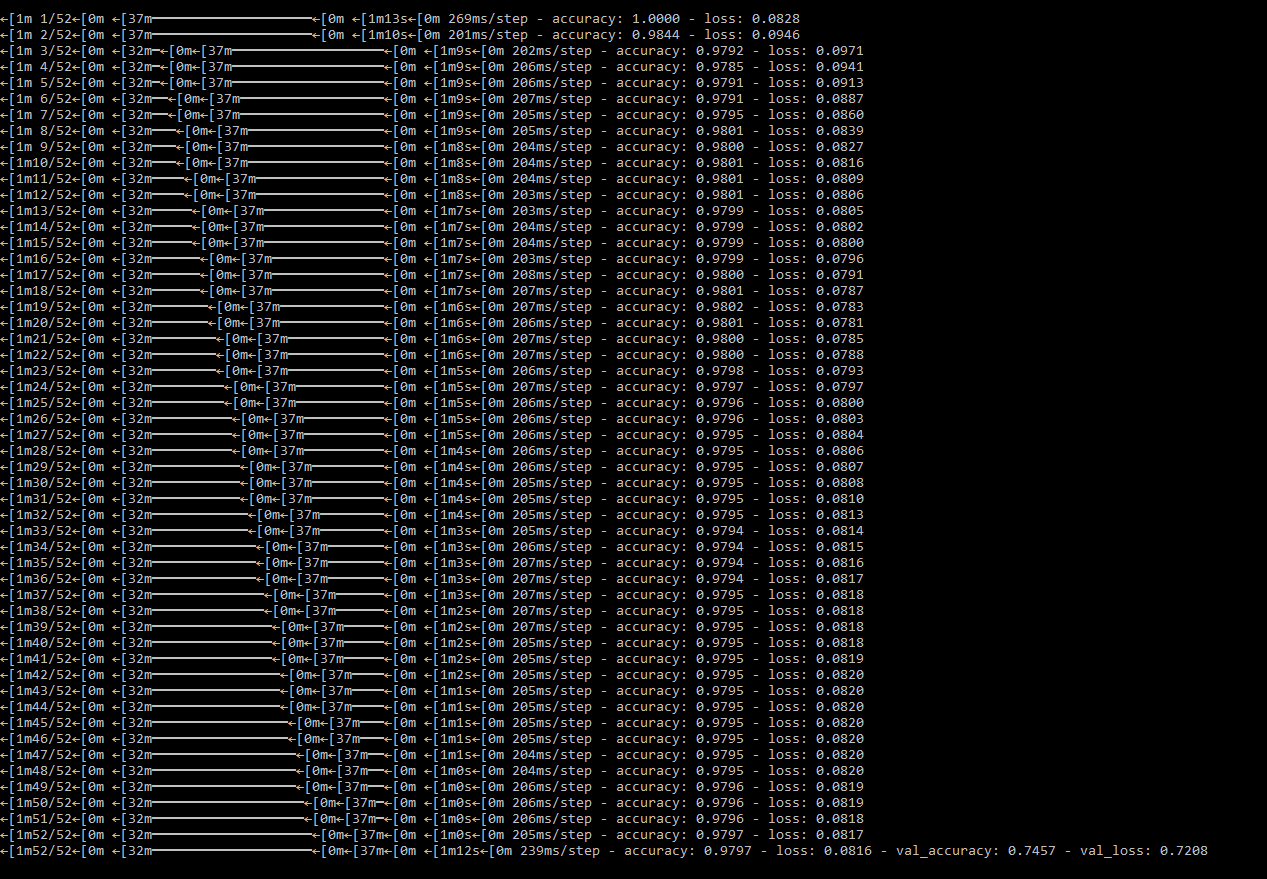 ←[1m 1/52←[0m ←[37m━━━━━━━━━━━━━━━━━━━━←[0m ←[1m13s←[0m 269ms/step - accuracy: 1.0000 - loss: 0.0828
←[1m 2/52←[0m ←[37m━━━━━━━━━━━━━━━━━━━━←[0m ←[1m10s←[0m 201ms/step - accuracy: 0.9844 - loss: 0.0946
←[1m 3/52←[0m ←[32m━←[0m←[37m━━━━━━━━━━━━━━━━━━━←[0m ←[1m9s←[0m 202ms/step - accuracy: 0.9792 - loss: 0.0971
←[1m 4/52←[0m ←[32m━←[0m←[37m━━━━━━━━━━━━━━━━━━━←[0m ←[1m9s←[0m 206ms/step - accuracy: 0.9785 - loss: 0.0941
←[1m 5/52←[0m ←[32m━←[0m←[37m━━━━━━━━━━━━━━━━━━━←[0m ←[1m9s←[0m 206ms/step - accuracy: 0.9791 - loss: 0.0913
←[1m 6/52←[0m ←[32m━━←[0m←[37m━━━━━━━━━━━━━━━━━━←[0m ←[1m9s←[0m 207ms/step - accuracy: 0.9791 - loss: 0.0887
←[1m 7/52←[0m ←[32m━━←[0m←[37m━━━━━━━━━━━━━━━━━━←[0m ←[1m9s←[0m 205ms/step - accuracy: 0.9795 - loss: 0.0860
←[1m 8/52←[0m ←[32m━━━←[0m←[37m━━━━━━━━━━━━━━━━━←[0m ←[1m9s←[0m 205ms/step - accuracy: 0.9801 - loss: 0.0839
←[1m 9/52←[0m ←[32m━━━←[0m←[37m━━━━━━━━━━━━━━━━━←[0m ←[1m8s←[0m 204ms/step - accuracy: 0.9800 - loss: 0.0827
←[1m10/52←[0m ←[32m━━━←[0m←[37m━━━━━━━━━━━━━━━━━←[0m ←[1m8s←[0m 204ms/step - accuracy: 0.9801 - loss: 0.0816
←[1m11/52←[0m ←[32m━━━━←[0m←[37m━━━━━━━━━━━━━━━━←[0m ←[1m8s←[0m 204ms/step - accuracy: 0.9801 - loss: 0.0809
←[1m12/52←[0m ←[32m━━━━←[0m←[37m━━━━━━━━━━━━━━━━←[0m ←[1m8s←[0m 203ms/step - accuracy: 0.9801 - loss: 0.0806
←[1m13/52←[0m ←[32m━━━━━←[0m←[37m━━━━━━━━━━━━━━━←[0m ←[1m7s←[0m 203ms/step - accuracy: 0.9799 - loss: 0.0805
←[1m14/52←[0m ←[32m━━━━━←[0m←[37m━━━━━━━━━━━━━━━←[0m ←[1m7s←[0m 204ms/step - accuracy: 0.9799 - loss: 0.0802
←[1m15/52←[0m ←[32m━━━━━←[0m←[37m━━━━━━━━━━━━━━━←[0m ←[1m7s←[0m 204ms/step - accuracy: 0.9799 - loss: 0.0800
←[1m16/52←[0m ←[32m━━━━━━←[0m←[37m━━━━━━━━━━━━━━←[0m ←[1m7s←[0m 203ms/step - accuracy: 0.9799 - loss: 0.0796
←[1m17/52←[0m ←[32m━━━━━━←[0m←[37m━━━━━━━━━━━━━━←[0m ←[1m7s←[0m 208ms/step - accuracy: 0.9800 - loss: 0.0791
←[1m18/52←[0m ←[32m━━━━━━←[0m←[37m━━━━━━━━━━━━━━←[0m ←[1m7s←[0m 207ms/step - accuracy: 0.9801 - loss: 0.0787
←[1m19/52←[0m ←[32m━━━━━━━←[0m←[37m━━━━━━━━━━━━━←[0m ←[1m6s←[0m 207ms/step - accuracy: 0.9802 - loss: 0.0783
←[1m20/52←[0m ←[32m━━━━━━━←[0m←[37m━━━━━━━━━━━━━←[0m ←[1m6s←[0m 206ms/step - accuracy: 0.9801 - loss: 0.0781
←[1m21/52←[0m ←[32m━━━━━━━━←[0m←[37m━━━━━━━━━━━━←[0m ←[1m6s←[0m 207ms/step - accuracy: 0.9800 - loss: 0.0785
←[1m22/52←[0m ←[32m━━━━━━━━←[0m←[37m━━━━━━━━━━━━←[0m ←[1m6s←[0m 207ms/step - accuracy: 0.9800 - loss: 0.0788
←[1m23/52←[0m ←[32m━━━━━━━━←[0m←[37m━━━━━━━━━━━━←[0m ←[1m5s←[0m 206ms/step - accuracy: 0.9798 - loss: 0.0793
←[1m24/52←[0m ←[32m━━━━━━━━━←[0m←[37m━━━━━━━━━━━←[0m ←[1m5s←[0m 207ms/step - accuracy: 0.9797 - loss: 0.0797
←[1m25/52←[0m ←[32m━━━━━━━━━←[0m←[37m━━━━━━━━━━━←[0m ←[1m5s←[0m 206ms/step - accuracy: 0.9796 - loss: 0.0800
←[1m26/52←[0m ←[32m━━━━━━━━━━←[0m←[37m━━━━━━━━━━←[0m ←[1m5s←[0m 206ms/step - accuracy: 0.9796 - loss: 0.0803
←[1m27/52←[0m ←[32m━━━━━━━━━━←[0m←[37m━━━━━━━━━━←[0m ←[1m5s←[0m 206ms/step - accuracy: 0.9795 - loss: 0.0804
←[1m28/52←[0m ←[32m━━━━━━━━━━←[0m←[37m━━━━━━━━━━←[0m ←[1m4s←[0m 206ms/step - accuracy: 0.9795 - loss: 0.0806
←[1m29/52←[0m ←[32m━━━━━━━━━━━←[0m←[37m━━━━━━━━━←[0m ←[1m4s←[0m 206ms/step - accuracy: 0.9795 - loss: 0.0807
←[1m30/52←[0m ←[32m━━━━━━━━━━━←[0m←[37m━━━━━━━━━←[0m ←[1m4s←[0m 205ms/step - accuracy: 0.9795 - loss: 0.0808
←[1m31/52←[0m ←[32m━━━━━━━━━━━←[0m←[37m━━━━━━━━━←[0m ←[1m4s←[0m 205ms/step - accuracy: 0.9795 - loss: 0.0810
←[1m32/52←[0m ←[32m━━━━━━━━━━━━←[0m←[37m━━━━━━━━←[0m ←[1m4s←[0m 205ms/step - accuracy: 0.9795 - loss: 0.0813
←[1m33/52←[0m ←[32m━━━━━━━━━━━━←[0m←[37m━━━━━━━━←[0m ←[1m3s←[0m 205ms/step - accuracy: 0.9794 - loss: 0.0814
←[1m34/52←[0m ←[32m━━━━━━━━━━━━━←[0m←[37m━━━━━━━←[0m ←[1m3s←[0m 206ms/step - accuracy: 0.9794 - loss: 0.0815
←[1m35/52←[0m ←[32m━━━━━━━━━━━━━←[0m←[37m━━━━━━━←[0m ←[1m3s←[0m 207ms/step - accuracy: 0.9794 - loss: 0.0816
←[1m36/52←[0m ←[32m━━━━━━━━━━━━━←[0m←[37m━━━━━━━←[0m ←[1m3s←[0m 207ms/step - accuracy: 0.9794 - loss: 0.0817
←[1m37/52←[0m ←[32m━━━━━━━━━━━━━━←[0m←[37m━━━━━━←[0m ←[1m3s←[0m 207ms/step - accuracy: 0.9795 - loss: 0.0818
←[1m38/52←[0m ←[32m━━━━━━━━━━━━━━←[0m←[37m━━━━━━←[0m ←[1m2s←[0m 207ms/step - accuracy: 0.9795 - loss: 0.0818
←[1m39/52←[0m ←[32m━━━━━━━━━━━━━━━←[0m←[37m━━━━━←[0m ←[1m2s←[0m 207ms/step - accuracy: 0.9795 - loss: 0.0818
←[1m40/52←[0m ←[32m━━━━━━━━━━━━━━━←[0m←[37m━━━━━←[0m ←[1m2s←[0m 205ms/step - accuracy: 0.9795 - loss: 0.0818
←[1m41/52←[0m ←[32m━━━━━━━━━━━━━━━←[0m←[37m━━━━━←[0m ←[1m2s←[0m 205ms/step - accuracy: 0.9795 - loss: 0.0819
←[1m42/52←[0m ←[32m━━━━━━━━━━━━━━━━←[0m←[37m━━━━←[0m ←[1m2s←[0m 205ms/step - accuracy: 0.9795 - loss: 0.0820
←[1m43/52←[0m ←[32m━━━━━━━━━━━━━━━━←[0m←[37m━━━━←[0m ←[1m1s←[0m 205ms/step - accuracy: 0.9795 - loss: 0.0820
←[1m44/52←[0m ←[32m━━━━━━━━━━━━━━━━←[0m←[37m━━━━←[0m ←[1m1s←[0m 205ms/step - accuracy: 0.9795 - loss: 0.0820
←[1m45/52←[0m ←[32m━━━━━━━━━━━━━━━━━←[0m←[37m━━━←[0m ←[1m1s←[0m 205ms/step - accuracy: 0.9795 - loss: 0.0820
←[1m46/52←[0m ←[32m━━━━━━━━━━━━━━━━━←[0m←[37m━━━←[0m ←[1m1s←[0m 205ms/step - accuracy: 0.9795 - loss: 0.0820
←[1m47/52←[0m ←[32m━━━━━━━━━━━━━━━━━━←[0m←[37m━━←[0m ←[1m1s←[0m 204ms/step - accuracy: 0.9795 - loss: 0.0820
←[1m48/52←[0m ←[32m━━━━━━━━━━━━━━━━━━←[0m←[37m━━←[0m ←[1m0s←[0m 204ms/step - accuracy: 0.9795 - loss: 0.0820
←[1m49/52←[0m ←[32m━━━━━━━━━━━━━━━━━━←[0m←[37m━━←[0m ←[1m0s←[0m 206ms/step - accuracy: 0.9796 - loss: 0.0819
←[1m50/52←[0m ←[32m━━━━━━━━━━━━━━━━━━━←[0m←[37m━←[0m ←[1m0s←[0m 206ms/step - accuracy: 0.9796 - loss: 0.0819
←[1m51/52←[0m ←[32m━━━━━━━━━━━━━━━━━━━←[0m←[37m━←[0m ←[1m0s←[0m 206ms/step - accuracy: 0.9796 - loss: 0.0818
←[1m52/52←[0m ←[32m━━━━━━━━━━━━━━━━━━━━←[0m←[37m←[0m ←[1m0s←[0m 205ms/step - accuracy: 0.9797 - loss: 0.0817
←[1m52/52←[0m ←[32m━━━━━━━━━━━━━━━━━━━━←[0m←[37m←[0m ←[1m12s←[0m 239ms/step - accuracy: 0.9797 - loss: 0.0816 - val_accuracy: 0.7457 - val_loss: 0.7208